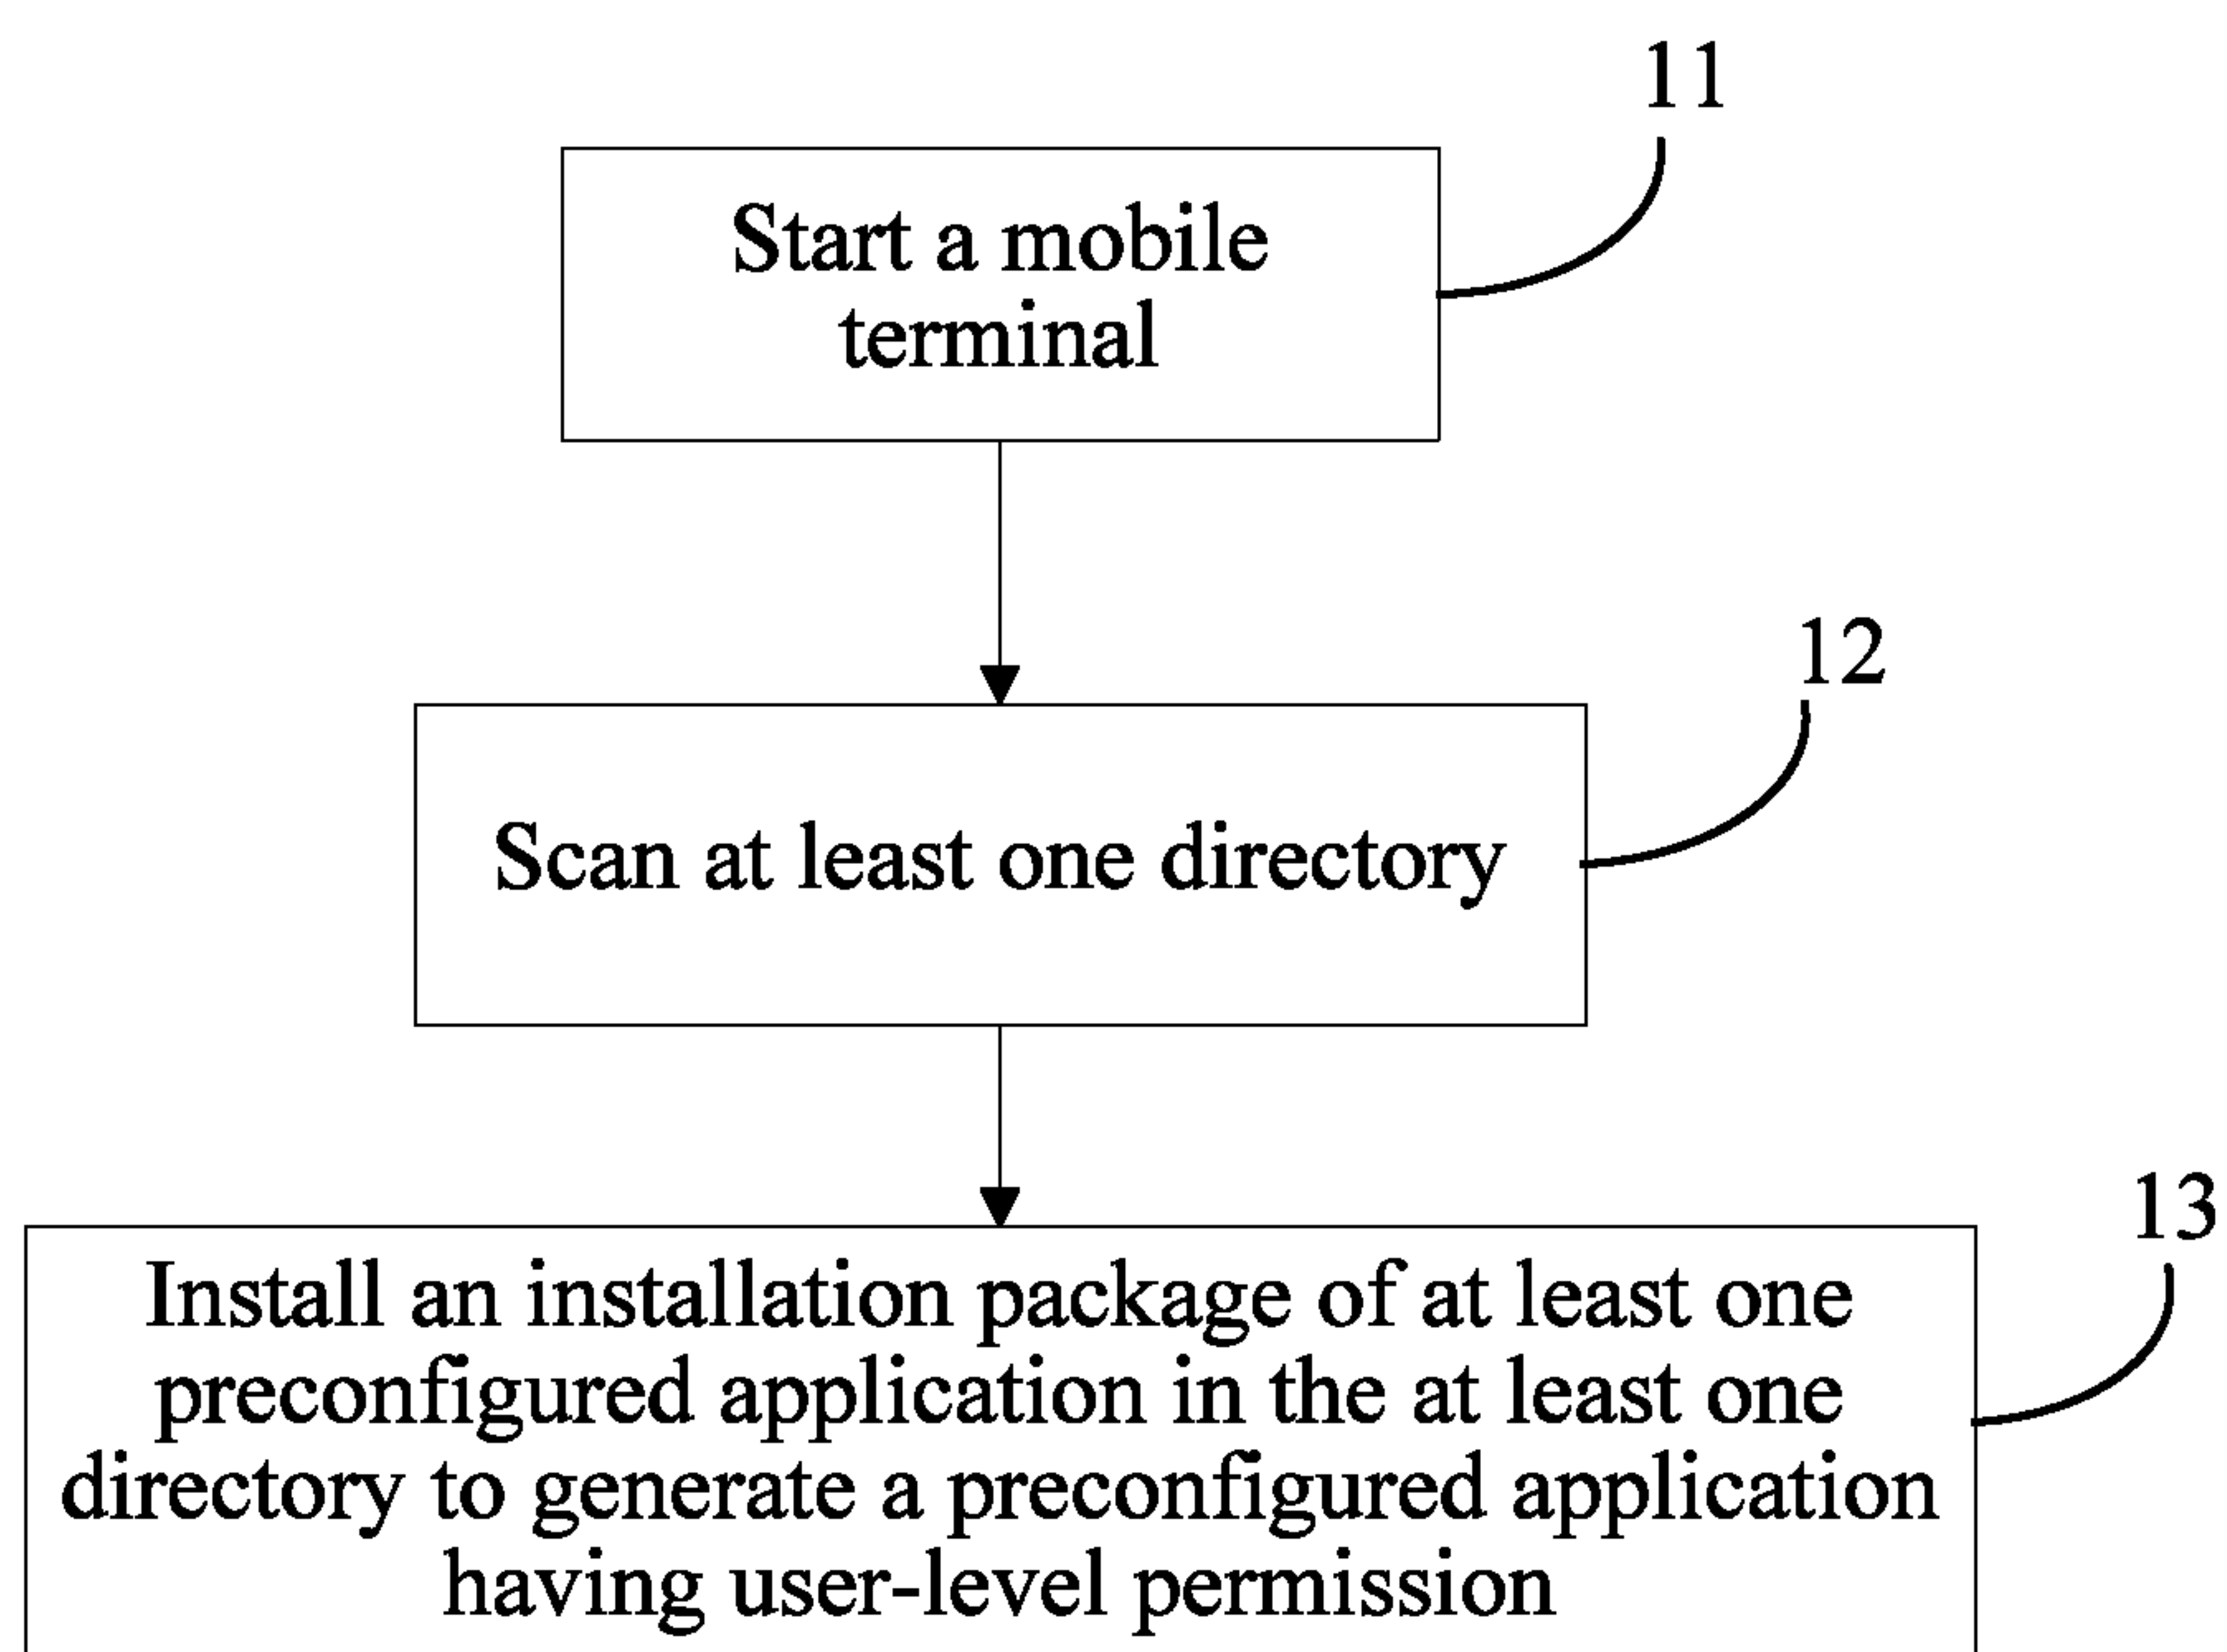 11
Start a mobile
terminal
12
Scan at least one directory
13
Install an installation package of at least one
preconfigured application in the at least one
directory to generate a preconfigured application
having user-level permission